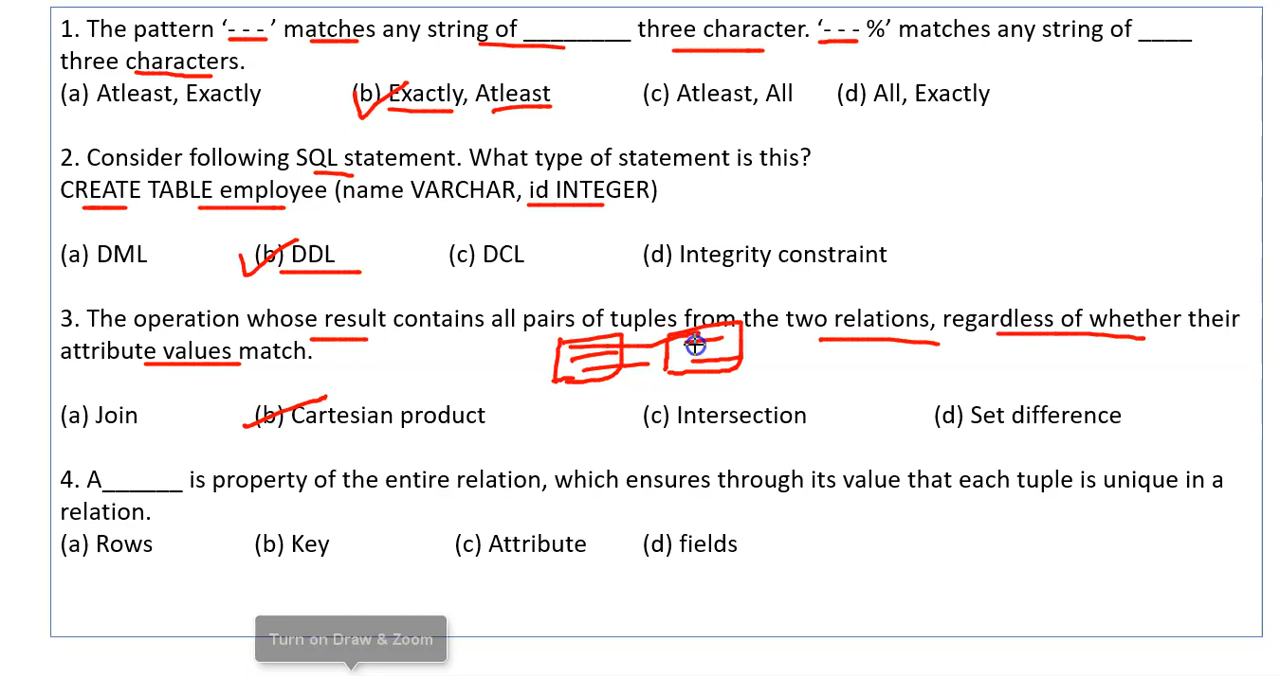 1. The pattern ‘- - -’ matches any string of ________ three character. ‘- - - %’ matches any string of ____
three characters.
(a) Atleast, Exactly (b) Exactly, Atleast (c) Atleast, All (d) All, Exactly
2. Consider following SQL statement. What type of statement is this?
CREATE TABLE employee (name VARCHAR, id INTEGER)
(a) DML (b) DDL (c) DCL (d) Integrity constraint
3. The operation whose result contains all pairs of tuples from the two relations, regardless of whether their
attribute values match.
(a) Join (b) Cartesian product (c) Intersection (d) Set difference
4. A______ is property of the entire relation, which ensures through its value that each tuple is unique in a
relation.
(a) Rows (b) Key (c) Attribute (d) fields
Turn on Draw & Zoom